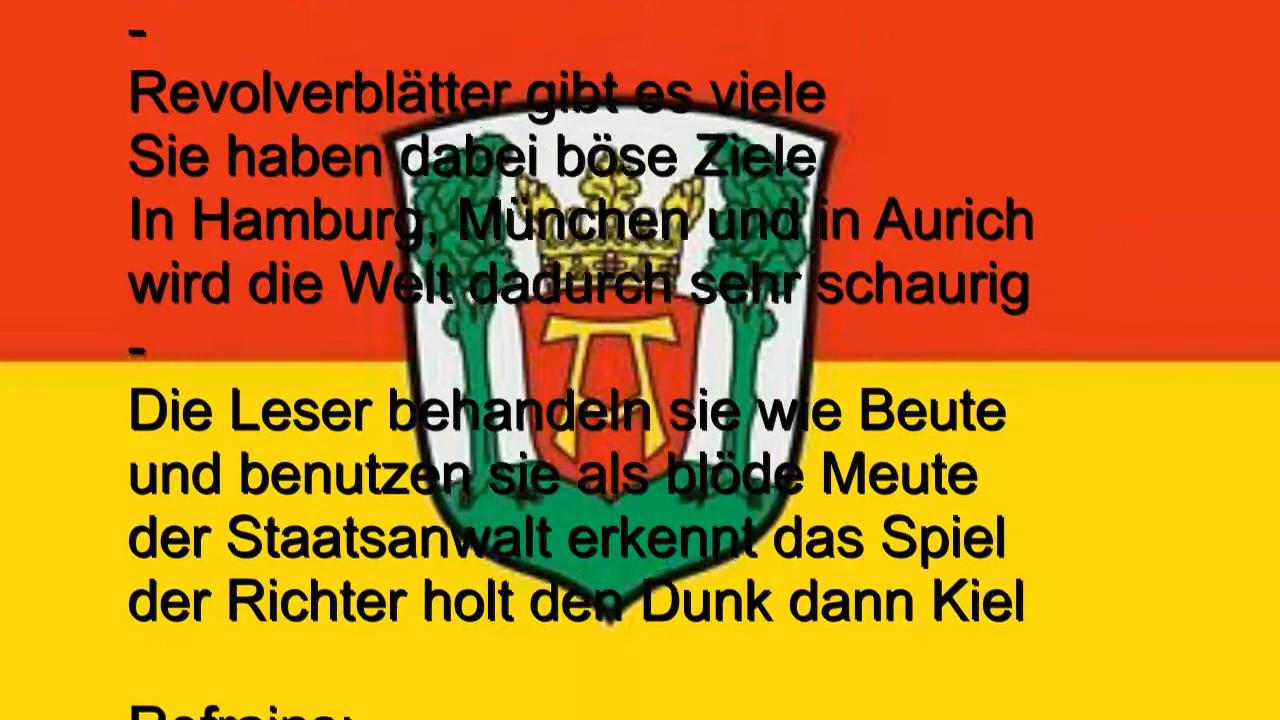 -
Revolverblätter gibt es viele
Sie haben dabei böse Ziele
In Hamburg, München und in Aurich
wird die Welt dadurch sehr schaurig
-
Die Leser behandeln sie wie Beute
und benutzen sie als blöde Meute
der Staatsanwalt erkennt das Spiel
der Richter holt den Dunk dann Kiel